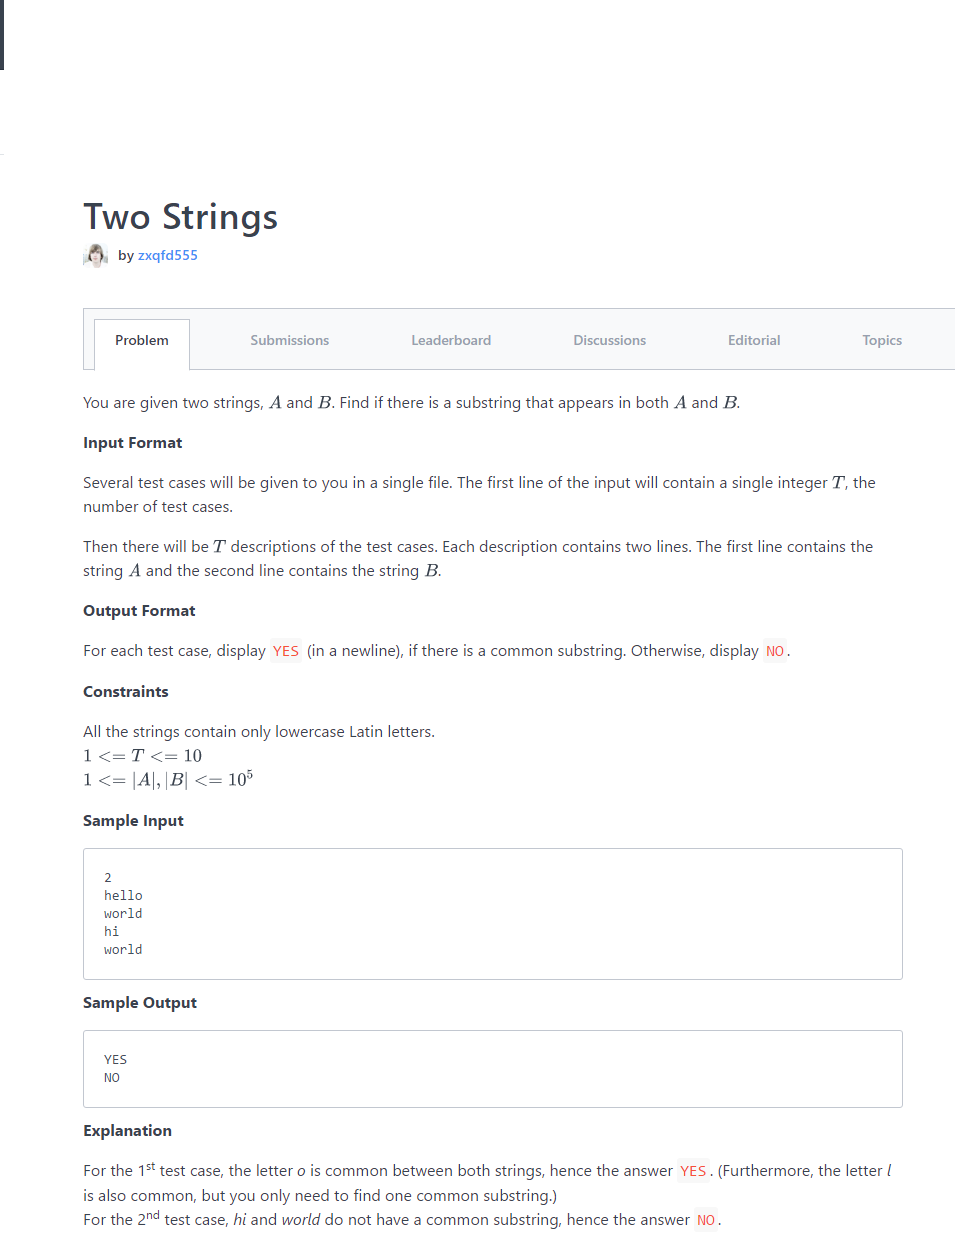 Two Strings
by zxqfd555
Problem Submissions Leaderboard Discussions Editorial Topics
You are given two strings, A and B. Find if there is a substring that appears in both A and B.
Input Format
Several test cases will be given to you in a single file. The first line of the input will contain a single integer T, the
number of test cases.
Then there will be T descriptions of the test cases. Each description contains two lines. The first line contains the
string A and the second line contains the string B.
Output Format
For each test case, display YES (in a newline), if there is a common substring. Otherwise, display NO.
Constraints
All the strings contain only lowercase Latin letters.
1 <= T <= 10
1 <= |A|, |B| <= 10⁵
Sample Input
2
hello
world
hi
world
Sample Output
YES
NO
Explanation
For the 1ˢᵗ test case, the letter o is common between both strings, hence the answer YES. (Furthermore, the letter l
is also common, but you only need to find one common substring.)
For the 2ⁿᵈ test case, hi and world do not have a common substring, hence the answer NO.